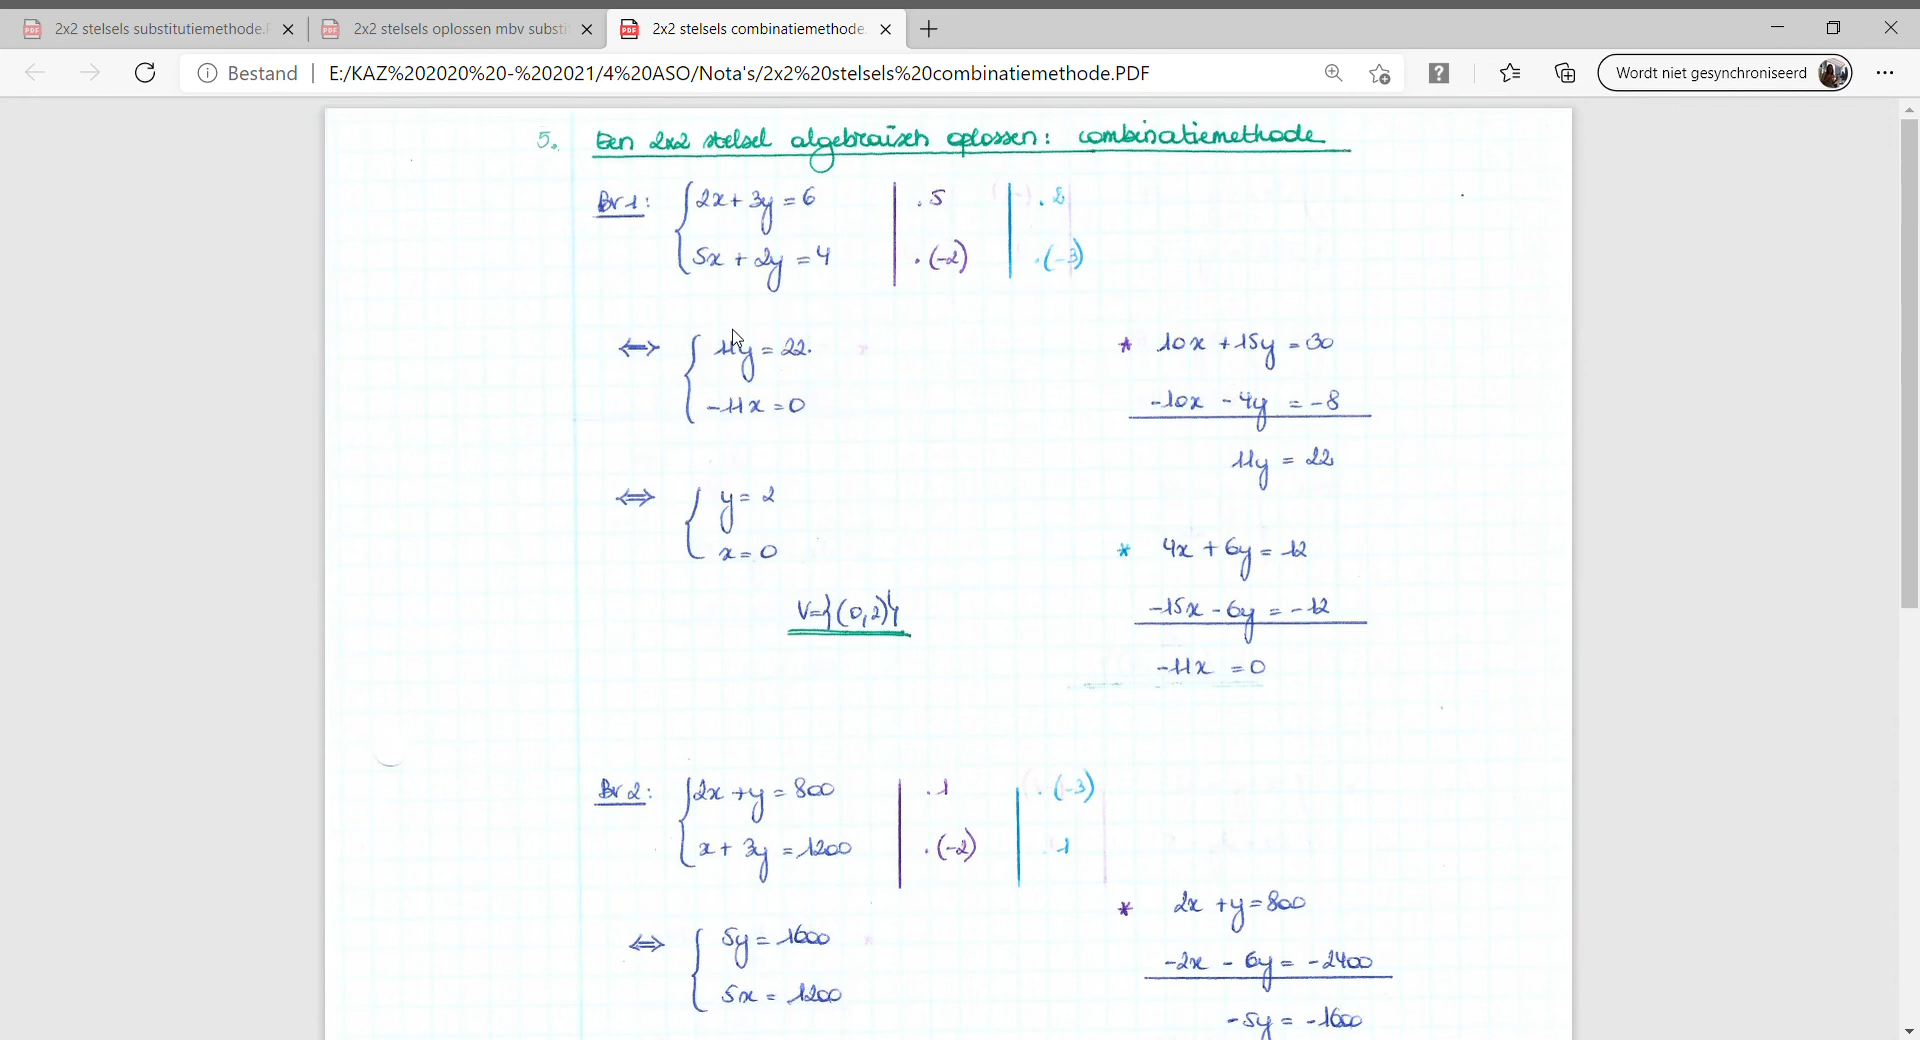 2x2 stelsels substitutiemethode.P
2x2 stelsels oplossen mbv substi
2x2 stelsels combinatiemethode.
Bestand | E:/KAZ%202020%20-%202021/4%20ASO/Nota's/2x2%20stelsels%20combinatiemethode.PDF
Wordt niet gesynchroniseerd
5. Een 2x2 stelsel algebraïsch oplossen: combinatiemethode
Bv 1: { 2x + 3y = 6 | . 5 | . 2
5x + 2y = 4 | . (-2) | . (-3)
⟺ { 11y = 22.
-11x = 0
* 10x + 15y = 30
-10x - 4y = -8
11y = 22
⟺ { y = 2
x = 0
V={(0,2)}
* 4x + 6y = 12
-15x - 6y = -12
-11x = 0
Bv 2: { 2x + y = 800 | . 1 | . (-3)
x + 3y = 1200 | . (-2) | . 1
⟺ { 5y = 1600
5x = 1200
* 2x + y = 800
-2x - 6y = -2400
-5y = -1600